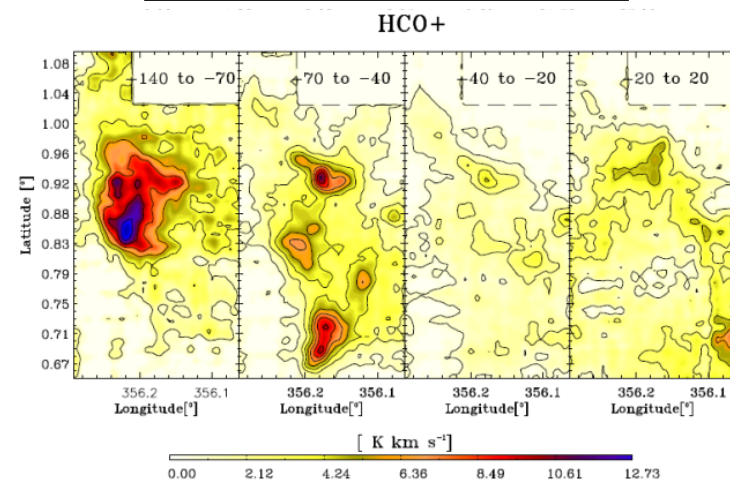 HCO+
-140 to -70
-70 to -40
-40 to -20
-20 to 20
1.08
1.04
1.00
0.96
0.92
0.88
0.83
0.79
0.75
0.71
0.67
Latitude [°]
356.2 356.1 356.2 356.1 356.2 356.1 356.2 356.1
Longitude[°] Longitude[°] Longitude[°] Longitude[°]
[ K km s⁻¹]
0.00 2.12 4.24 6.36 8.49 10.61 12.73